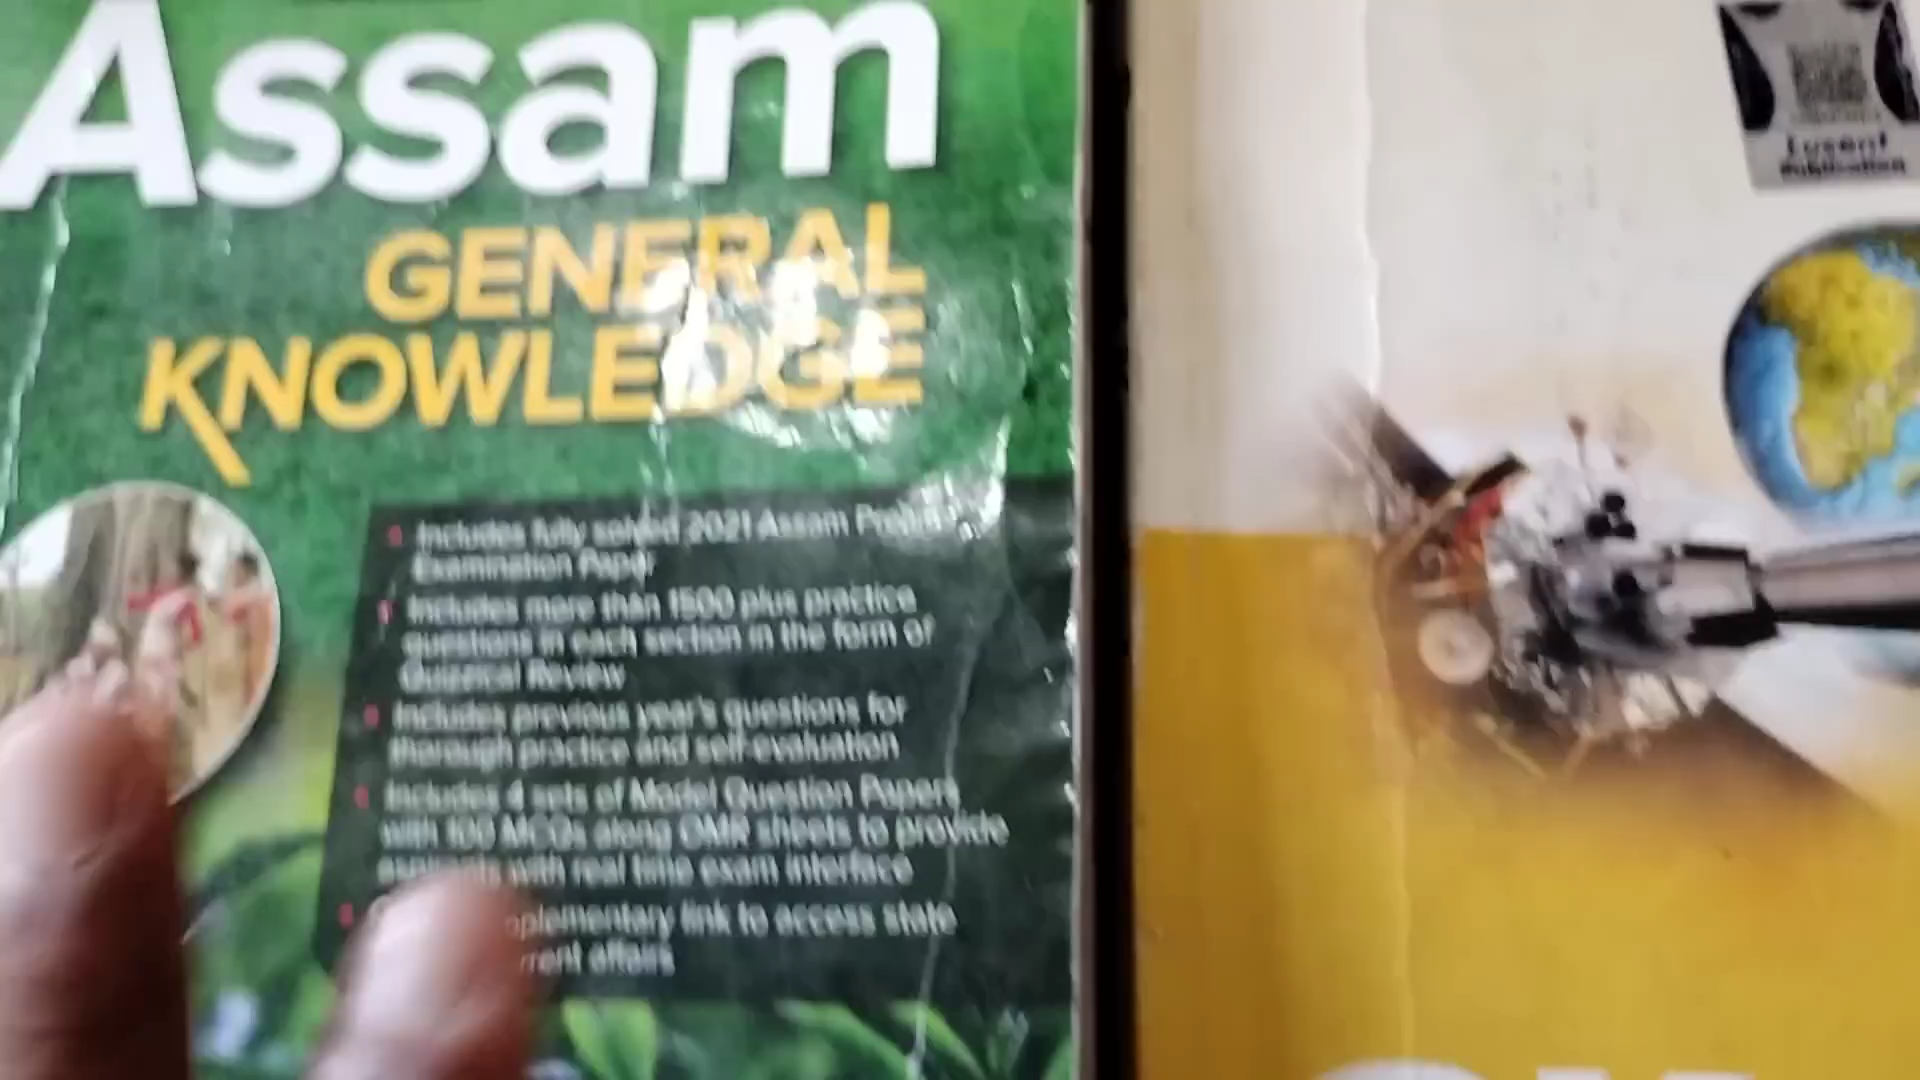 Assam
GENERAL
KNOWLEDGE
Includes fully solved 2021 Assam
Examination Paper
Includes more than 1500 plus practice
questions in each section in the form of
Quizzical Review
Includes previous year's questions for
thorough practice and self-evaluation
Includes 4 sets of Model Question Papers
with 100 MCQs along OMR sheets to provide
with real time exam interface
link to access state
affairs
Lucent
Publication